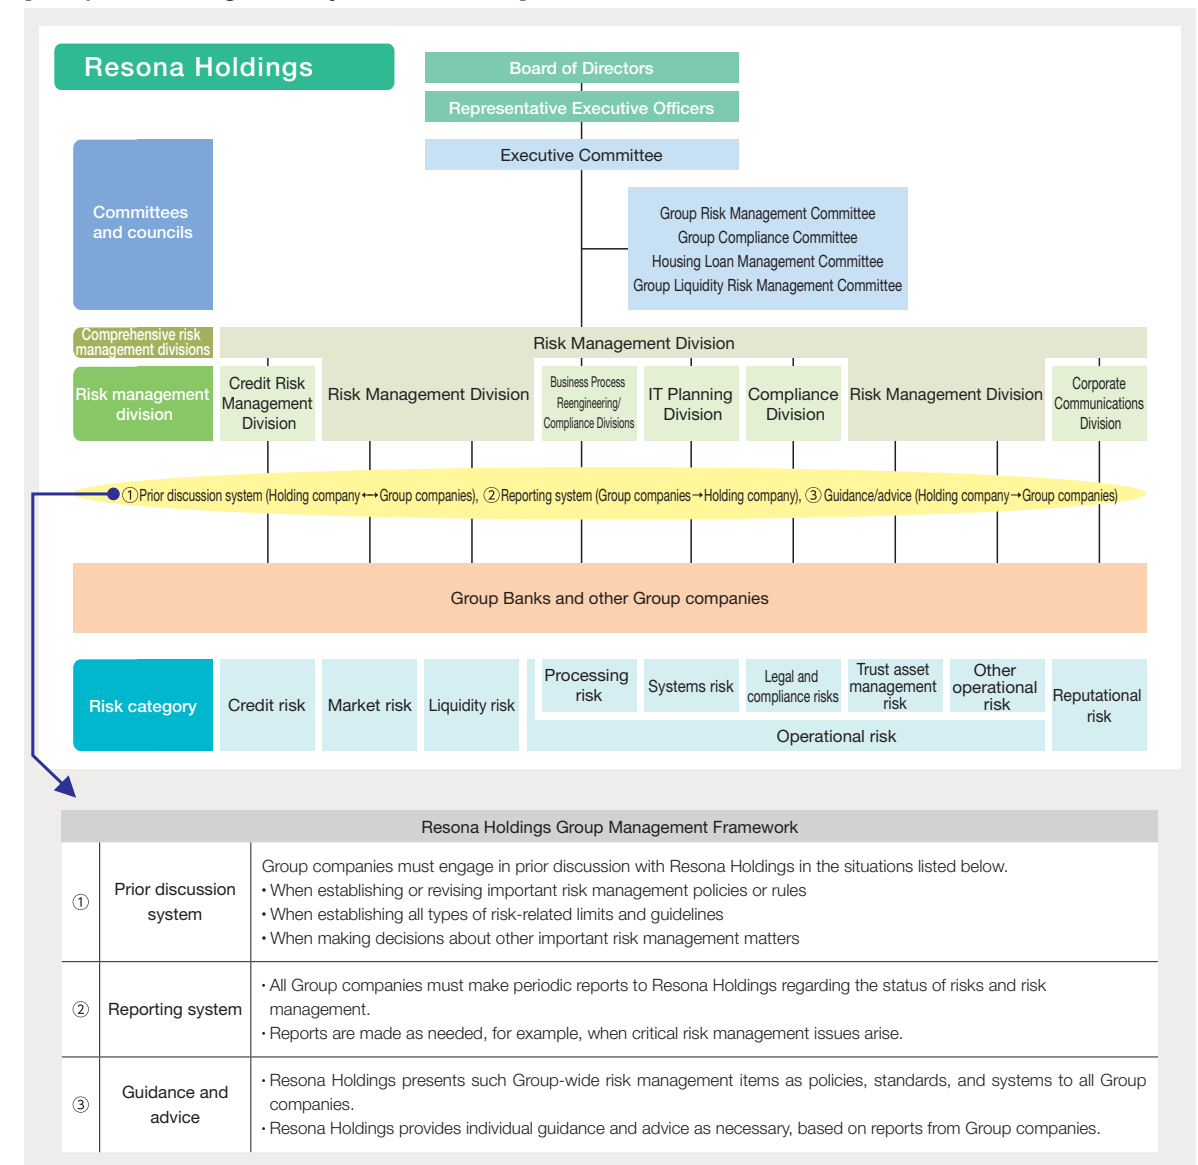 Resona Holdings
Board of Directors
Representative Executive Officers
Executive Committee
Committees
and councils
Group Risk Management Committee
Group Compliance Committee
Housing Loan Management Committee
Group Liquidity Risk Management Committee
Comprehensive risk
management divisions
Risk Management Division
Risk management
division
Credit Risk
Management
Division
Risk Management Division
Business Process
Reengineering/
Compliance Divisions
IT Planning
Division
Compliance
Division
Risk Management Division
Corporate
Communications
Division
①Prior discussion system (Holding company↔Group companies), ②Reporting system (Group companies→Holding company), ③Guidance/advice (Holding company→Group companies)
Group Banks and other Group companies
Risk category
Credit risk
Market risk
Liquidity risk
Processing
risk
Systems risk
Legal and
compliance risks
Trust asset
management
risk
Other
operational
risk
Operational risk
Reputational
risk
Resona Holdings Group Management Framework
①
Prior discussion
system
Group companies must engage in prior discussion with Resona Holdings in the situations listed below.
・When establishing or revising important risk management policies or rules
・When establishing all types of risk-related limits and guidelines
・When making decisions about other important risk management matters
②
Reporting system
・All Group companies must make periodic reports to Resona Holdings regarding the status of risks and risk
management.
・Reports are made as needed, for example, when critical risk management issues arise.
③
Guidance and
advice
・Resona Holdings presents such Group-wide risk management items as policies, standards, and systems to all Group
companies.
・Resona Holdings provides individual guidance and advice as necessary, based on reports from Group companies.